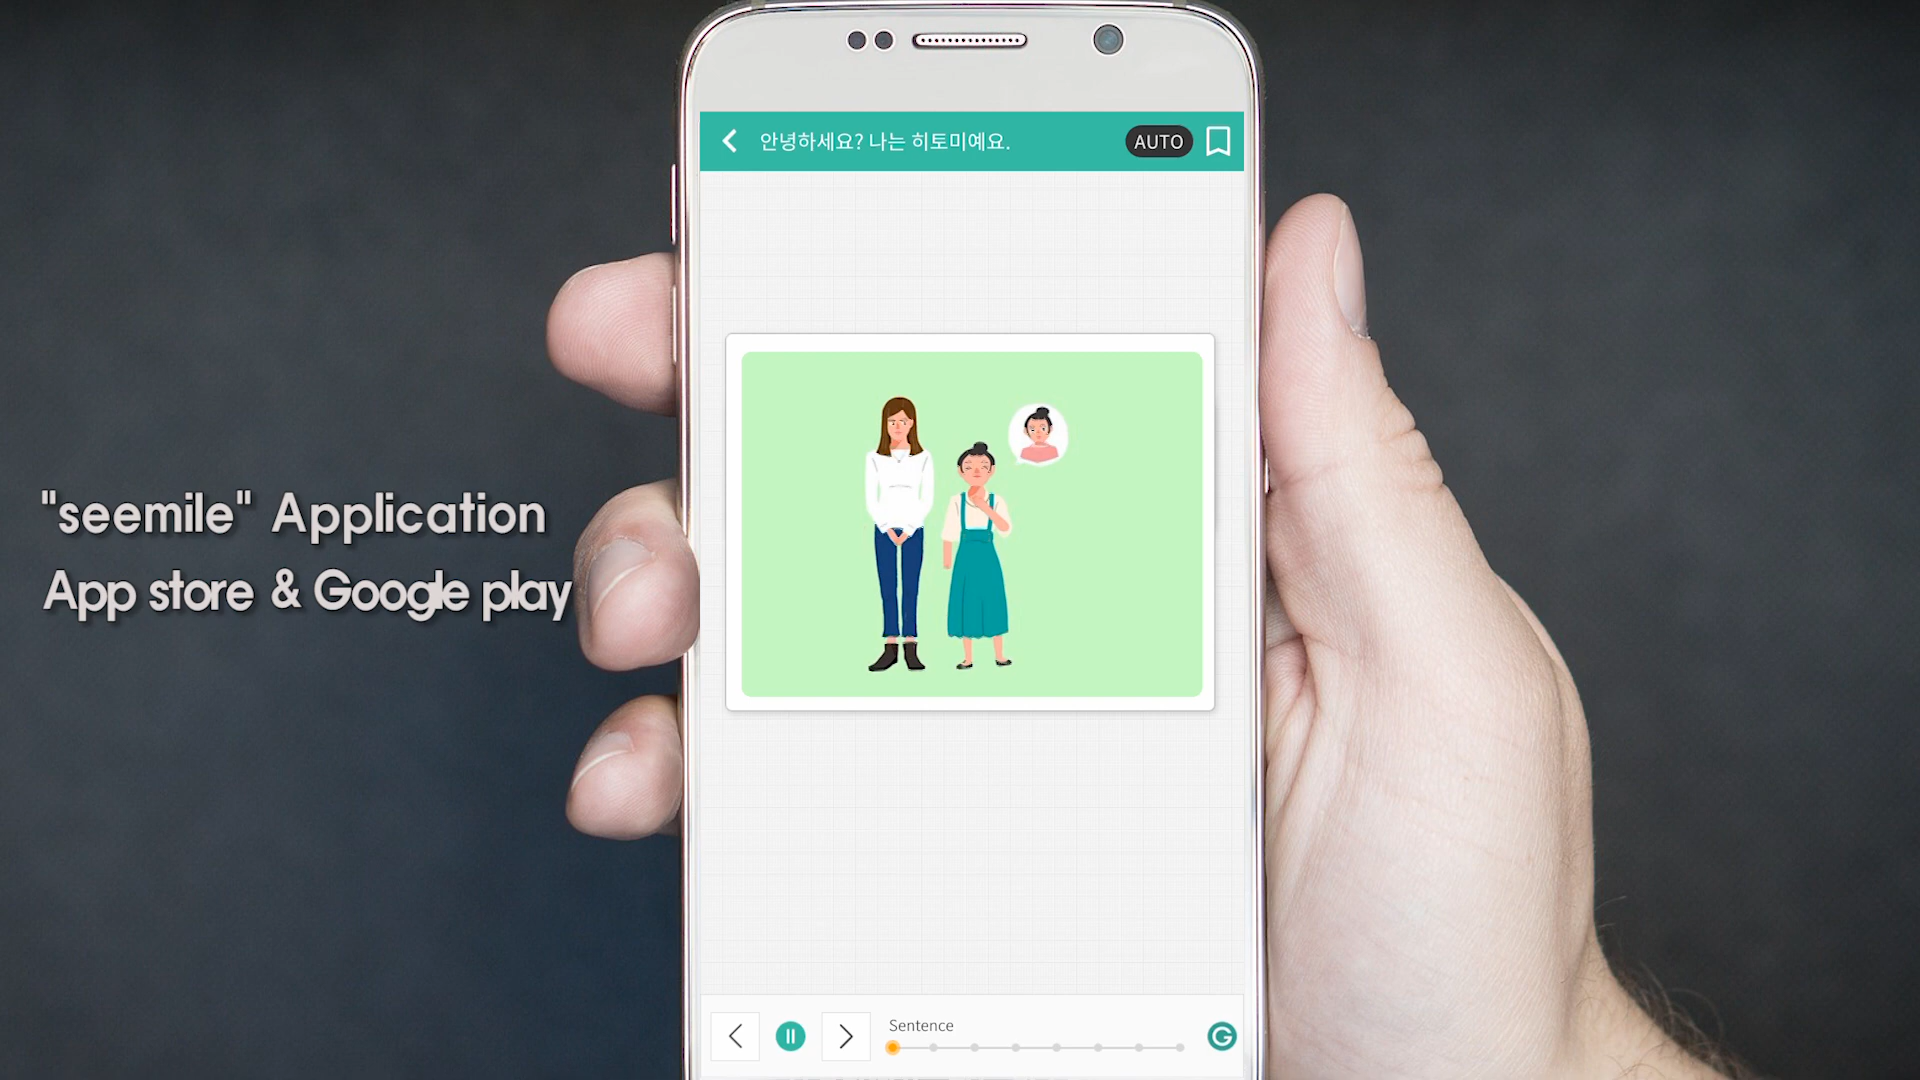 안녕하세요? 나는 히토미예요.
AUTO
"seemile" Application
App store & Google play
Sentence
G